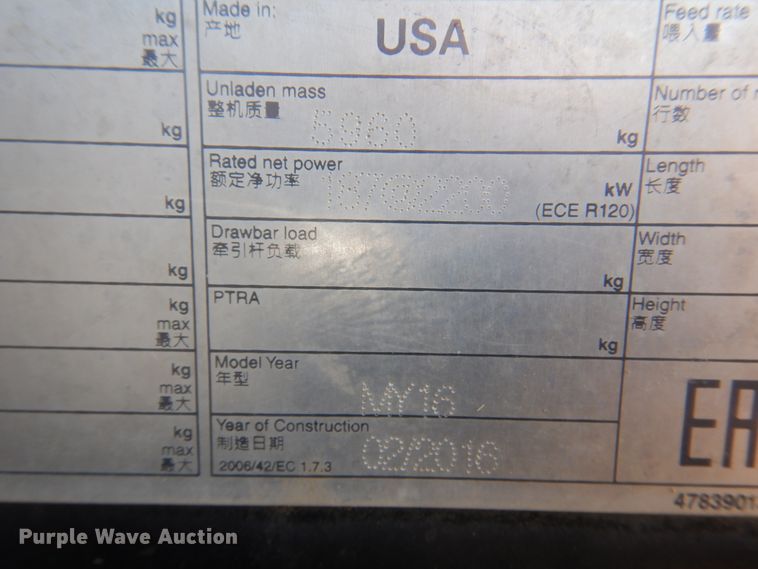 kg
max
最大
kg
kg
kg
kg
max
最大
kg
max
最大
kg
max
最大
Made in:
产地
USA
Unladen mass
整机质量
5960
kg
Rated net power
额定净功率
187@2200
kW
(ECE R120)
Drawbar load
牵引杆负载
kg
PTRA
kg
Model Year
年型
MY16
Year of Construction
制造日期
2006/42/EC 1.7.3
02/2016
Feed rate
喂入量
Number of
行数
Length
长度
Width
宽度
Height
高度
EAC
4783901
Purple Wave Auction